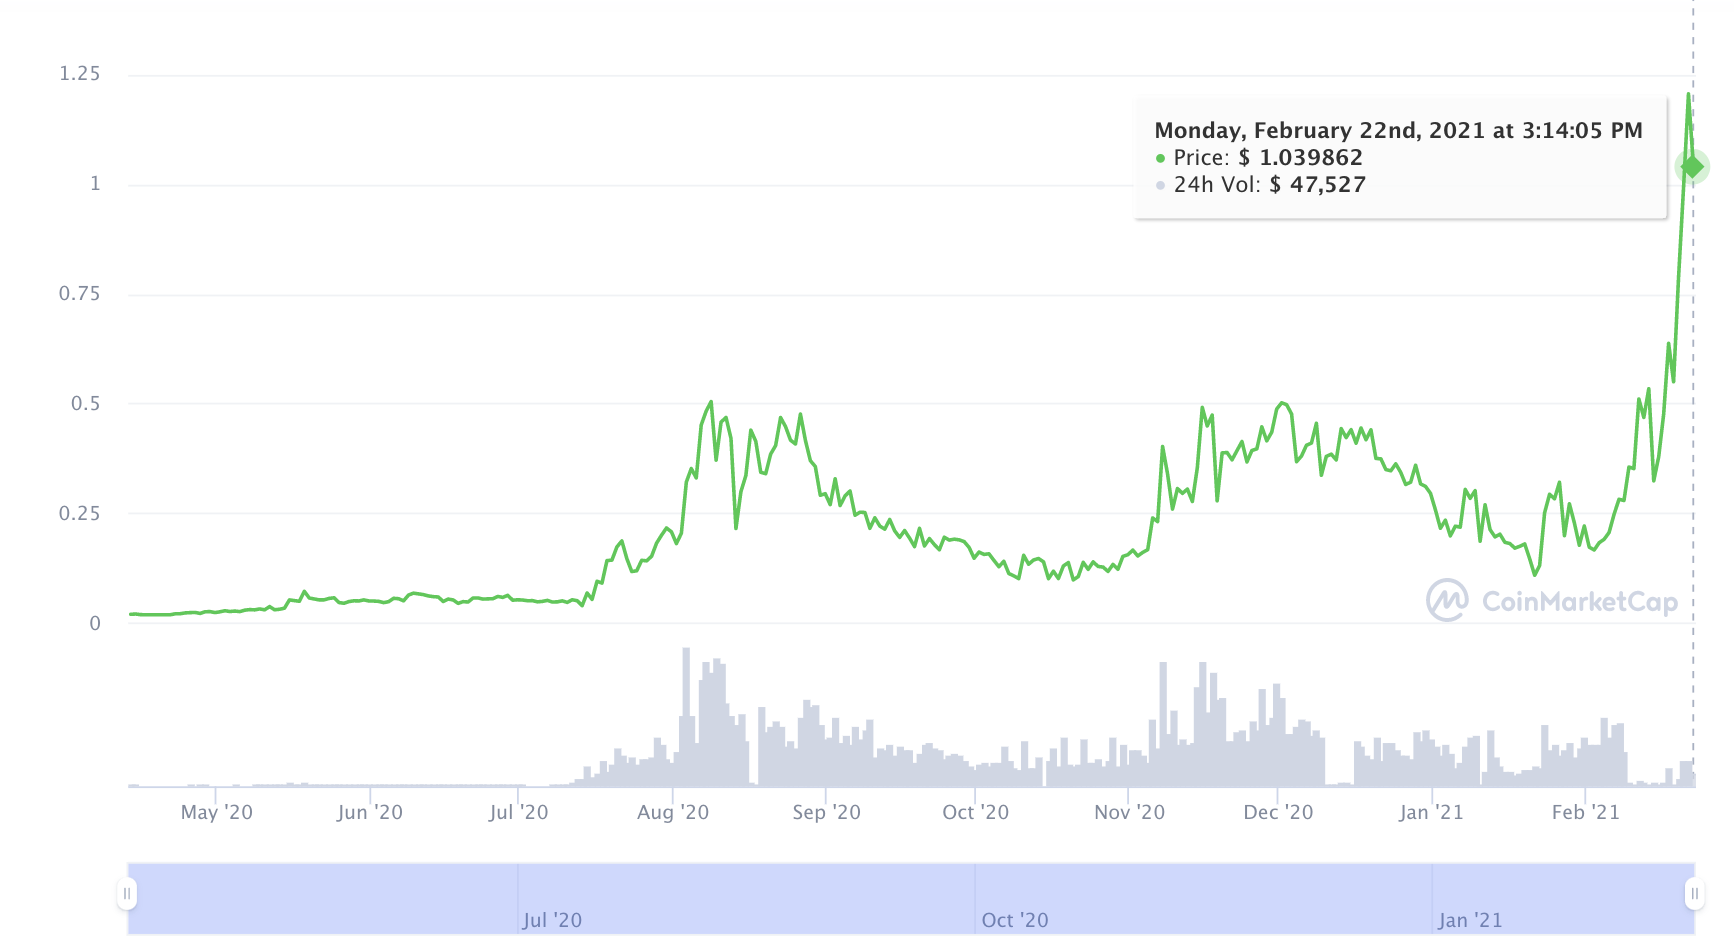 1.25
Monday, February 22nd, 2021 at 3:14:05 PM
Price: $ 1.039862
24h Vol: $ 47,527
1
0.75
0.5
0.25
CoinMarketCap
0
May '20 Jun '20 Jul '20 Aug '20 Sep '20 Oct '20 Nov '20 Dec '20 Jan '21 Feb '21
Jul '20 Oct '20 Jan '21